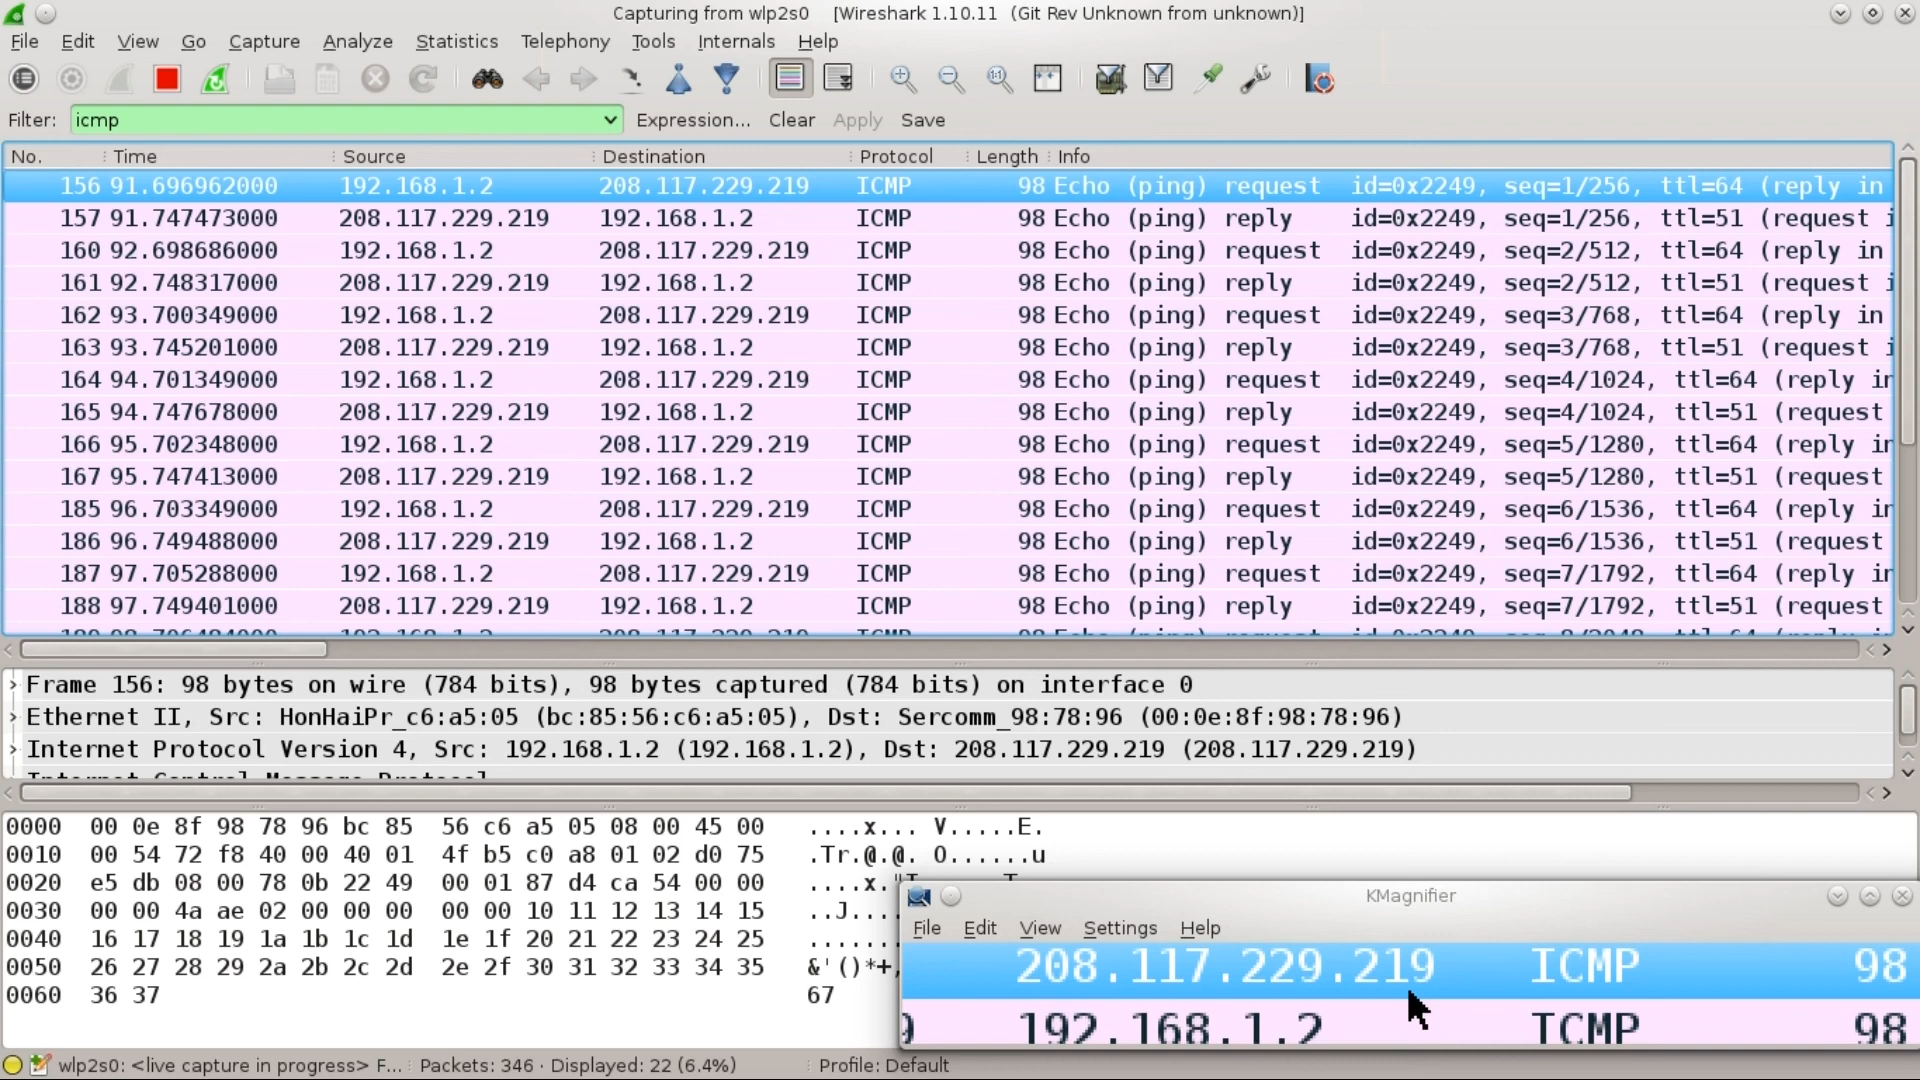 Capturing from wlp2s0 [Wireshark 1.10.11 (Git Rev Unknown from unknown)]
File Edit View Go Capture Analyze Statistics Telephony Tools Internals Help
Filter: icmp Expression... Clear Apply Save
No. Time Source Destination Protocol Length Info
156 91.696962000 192.168.1.2 208.117.229.219 ICMP 98 Echo (ping) request id=0x2249, seq=1/256, ttl=64 (reply in
157 91.747473000 208.117.229.219 192.168.1.2 ICMP 98 Echo (ping) reply id=0x2249, seq=1/256, ttl=51 (request i
160 92.698686000 192.168.1.2 208.117.229.219 ICMP 98 Echo (ping) request id=0x2249, seq=2/512, ttl=64 (reply in
161 92.748317000 208.117.229.219 192.168.1.2 ICMP 98 Echo (ping) reply id=0x2249, seq=2/512, ttl=51 (request i
162 93.700349000 192.168.1.2 208.117.229.219 ICMP 98 Echo (ping) request id=0x2249, seq=3/768, ttl=64 (reply in
163 93.745201000 208.117.229.219 192.168.1.2 ICMP 98 Echo (ping) reply id=0x2249, seq=3/768, ttl=51 (request i
164 94.701349000 192.168.1.2 208.117.229.219 ICMP 98 Echo (ping) request id=0x2249, seq=4/1024, ttl=64 (reply in
165 94.747678000 208.117.229.219 192.168.1.2 ICMP 98 Echo (ping) reply id=0x2249, seq=4/1024, ttl=51 (request
166 95.702348000 192.168.1.2 208.117.229.219 ICMP 98 Echo (ping) request id=0x2249, seq=5/1280, ttl=64 (reply in
167 95.747413000 208.117.229.219 192.168.1.2 ICMP 98 Echo (ping) reply id=0x2249, seq=5/1280, ttl=51 (request
185 96.703349000 192.168.1.2 208.117.229.219 ICMP 98 Echo (ping) request id=0x2249, seq=6/1536, ttl=64 (reply in
186 96.749488000 208.117.229.219 192.168.1.2 ICMP 98 Echo (ping) reply id=0x2249, seq=6/1536, ttl=51 (request
187 97.705288000 192.168.1.2 208.117.229.219 ICMP 98 Echo (ping) request id=0x2249, seq=7/1792, ttl=64 (reply in
188 97.749401000 208.117.229.219 192.168.1.2 ICMP 98 Echo (ping) reply id=0x2249, seq=7/1792, ttl=51 (request
Frame 156: 98 bytes on wire (784 bits), 98 bytes captured (784 bits) on interface 0
Ethernet II, Src: HonHaiPr_c6:a5:05 (bc:85:56:c6:a5:05), Dst: Sercomm_98:78:96 (00:0e:8f:98:78:96)
Internet Protocol Version 4, Src: 192.168.1.2 (192.168.1.2), Dst: 208.117.229.219 (208.117.229.219)
Internet Control Message Protocol
0000 00 0e 8f 98 78 96 bc 85 56 c6 a5 05 08 00 45 00 ....x... V.....E.
0010 00 54 72 f8 40 00 40 01 4f b5 c0 a8 01 02 d0 75 .Tr.@.@. O......u
0020 e5 db 08 00 78 0b 22 49 00 01 87 d4 ca 54 00 00 ....x."I .....T..
0030 00 00 4a ae 02 00 00 00 00 00 10 11 12 13 14 15 ..J....
0040 16 17 18 19 1a 1b 1c 1d 1e 1f 20 21 22 23 24 25 .......
0050 26 27 28 29 2a 2b 2c 2d 2e 2f 30 31 32 33 34 35 &'()*+,
0060 36 37 67
KMagnifier
File Edit View Settings Help
208.117.229.219 ICMP 98
192.168.1.2 ICMP 98
wlp2s0: <live capture in progress> F... Packets: 346 · Displayed: 22 (6.4%) Profile: Default